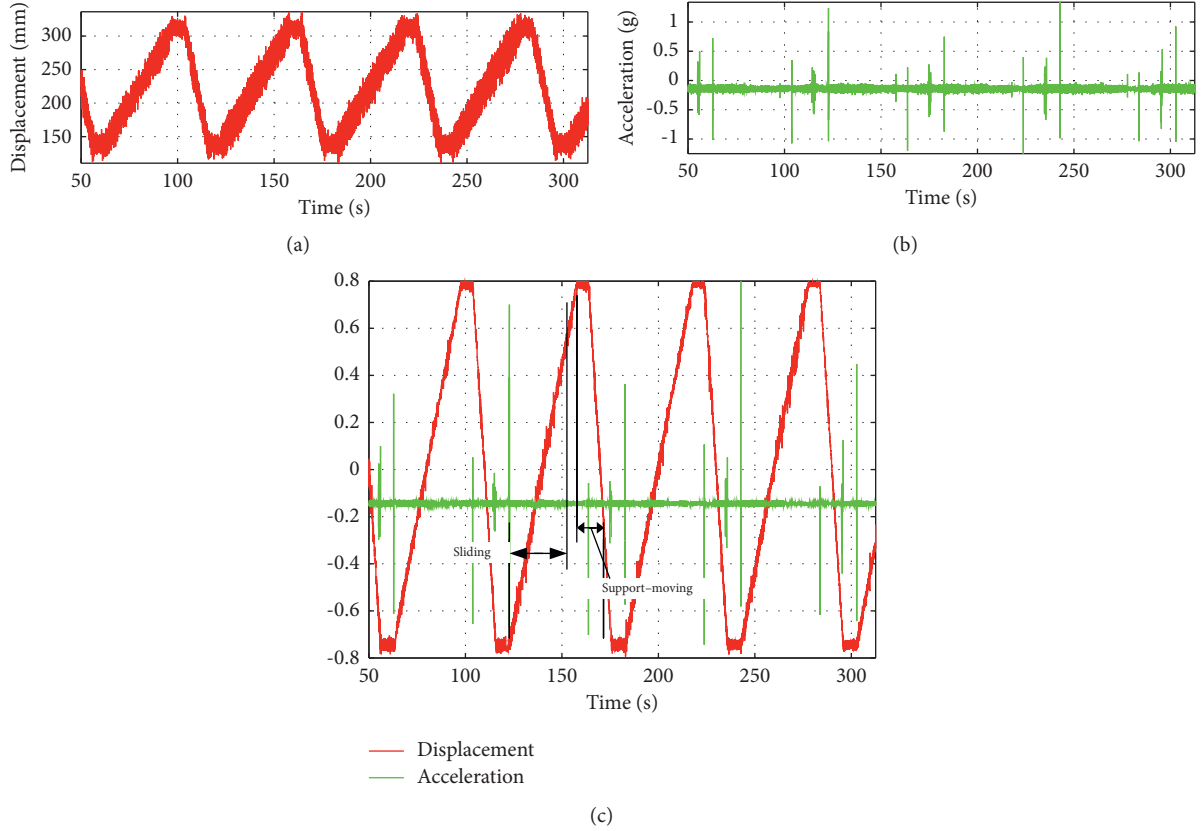 Displacement (mm)
300
250
200
150
50 100 150 200 250 300
Time (s)
(a)
Acceleration (g)
1
0.5
0
-0.5
-1
50 100 150 200 250 300
Time (s)
(b)
0.8
0.6
0.4
0.2
0
-0.2
-0.4
-0.6
-0.8
Sliding
Support–moving
50 100 150 200 250 300
Time (s)
Displacement
Acceleration
(c)